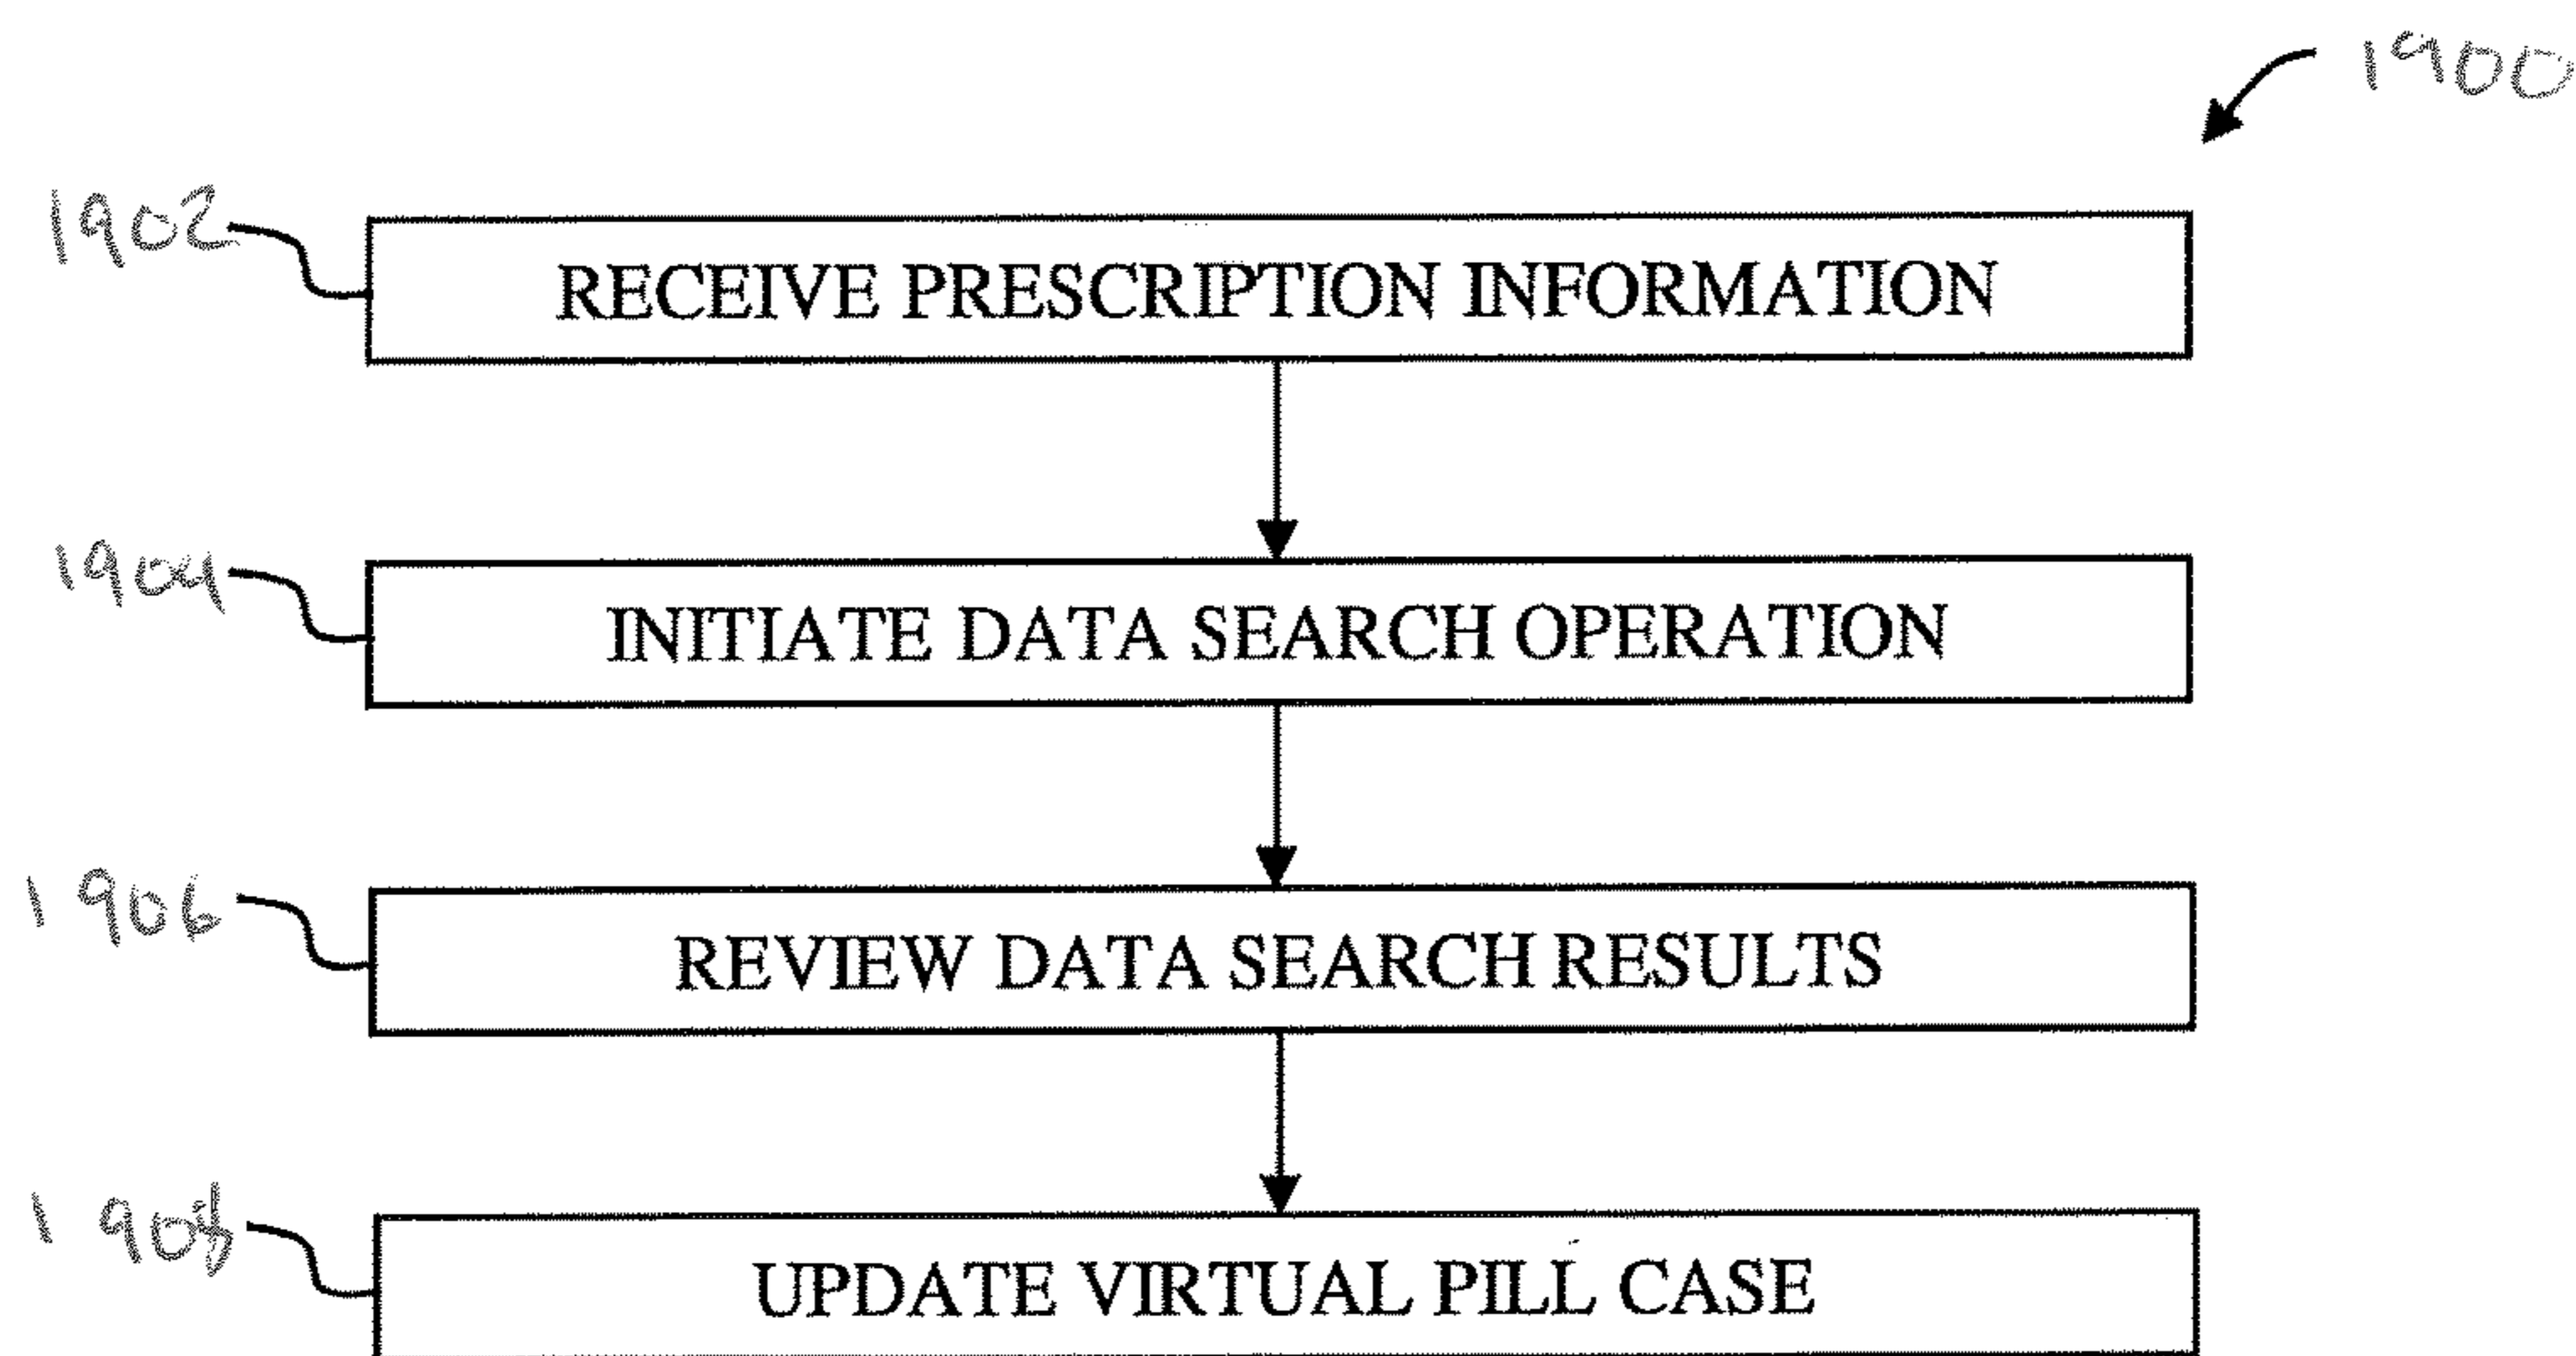 1900
1902
RECEIVE PRESCRIPTION INFORMATION
1904
INITIATE DATA SEARCH OPERATION
1906
REVIEW DATA SEARCH RESULTS
1908
UPDATE VIRTUAL PILL CASE